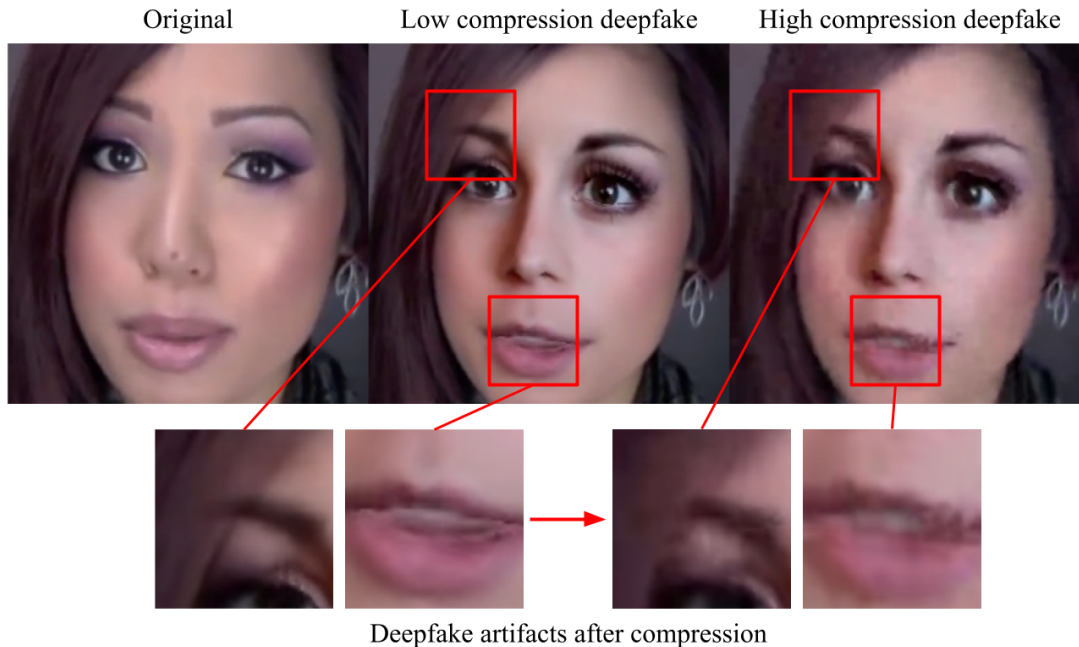 Original
Low compression deepfake
High compression deepfake
Deepfake artifacts after compression